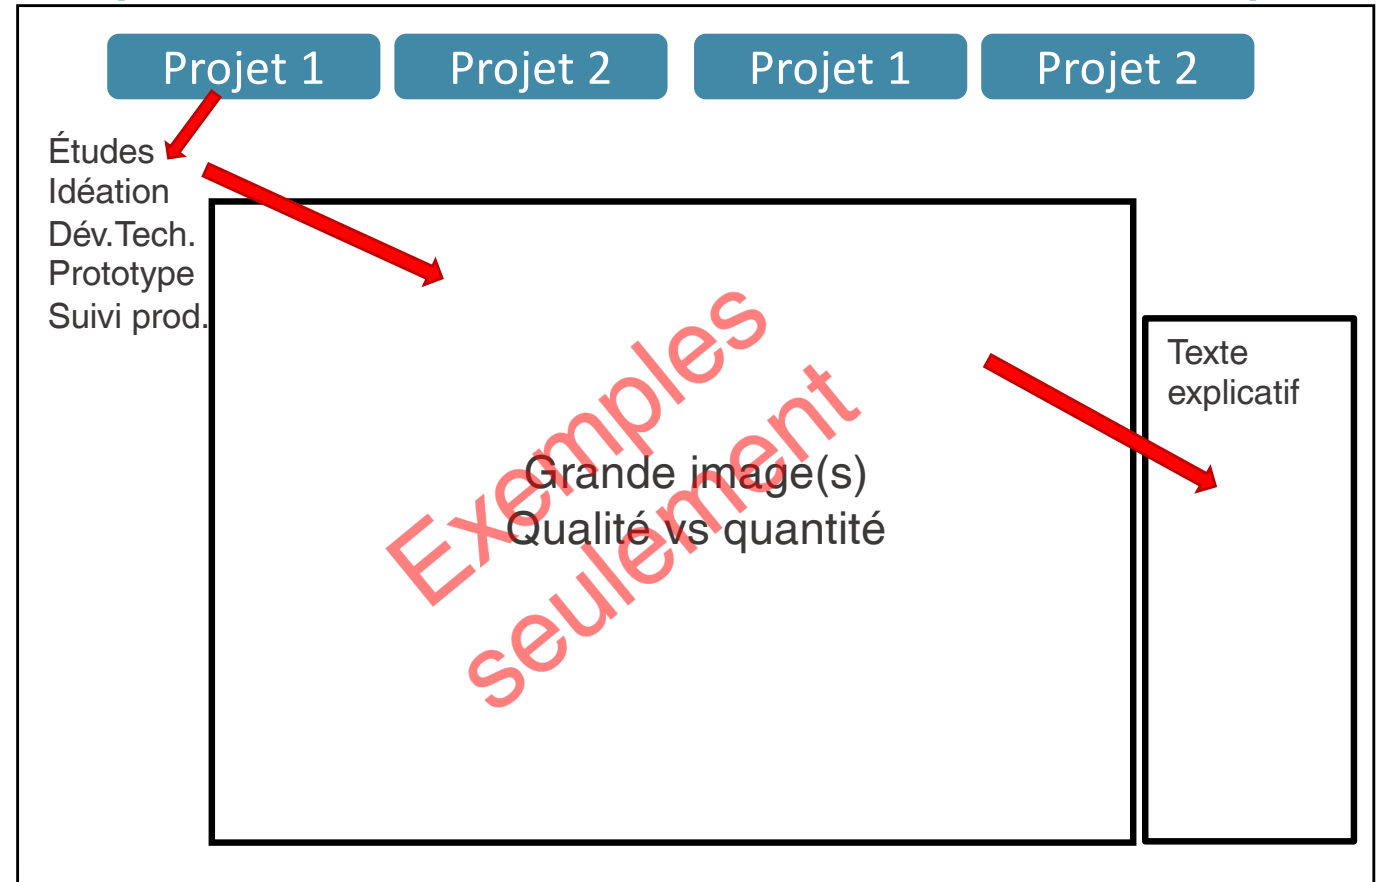 Projet 1
Projet 2
Projet 1
Projet 2
Études
Idéation
Dév.Tech.
Prototype
Suivi prod.
Grande image(s)
Qualité vs quantité
Exemples
seulement
Texte
explicatif